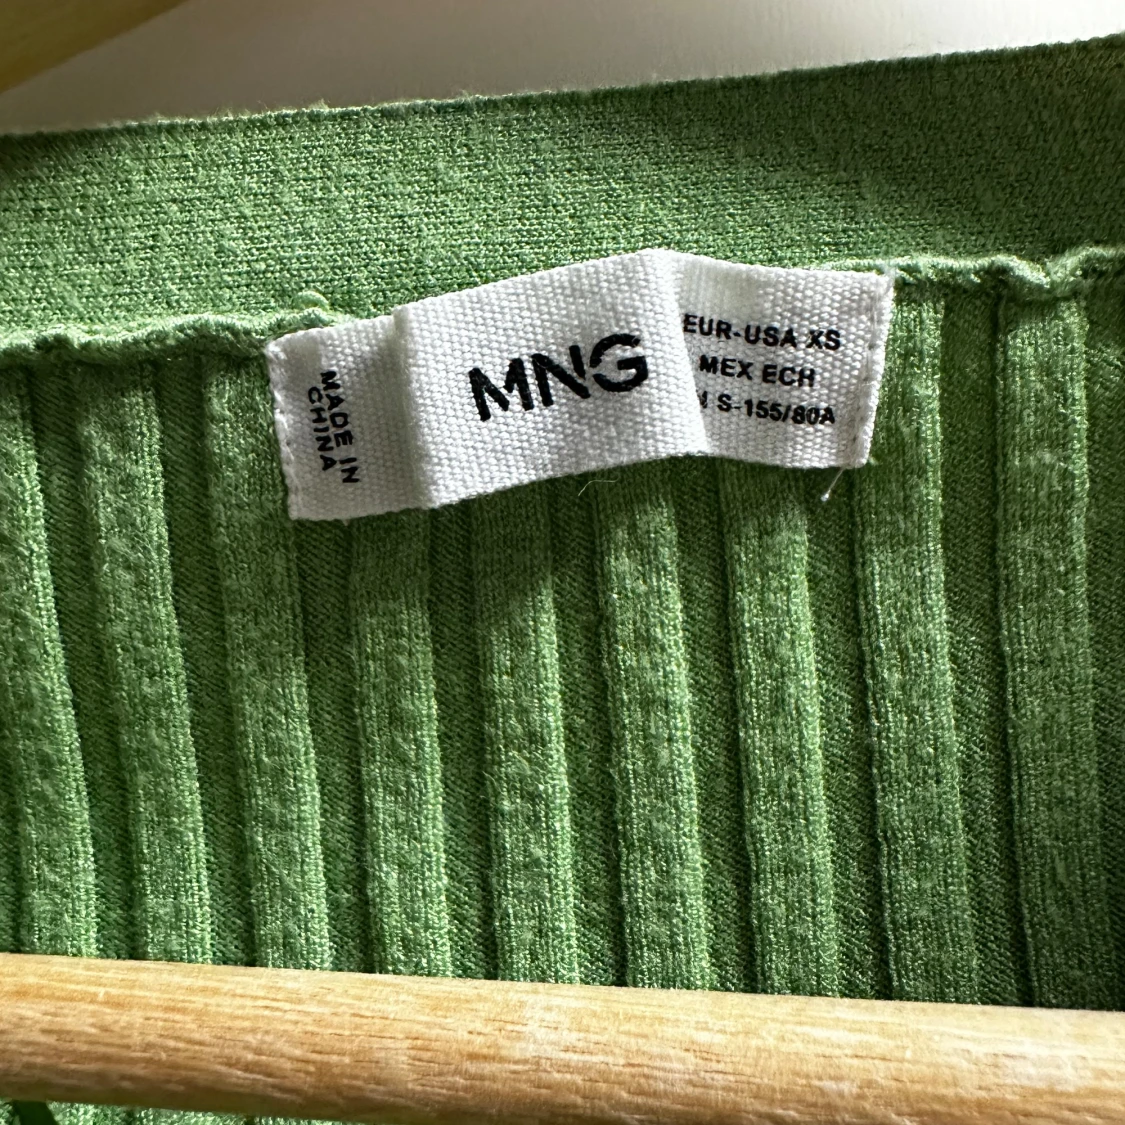 MADE IN
CHINA
MNG
EUR-USA XS
MEX ECH
S-155/80A